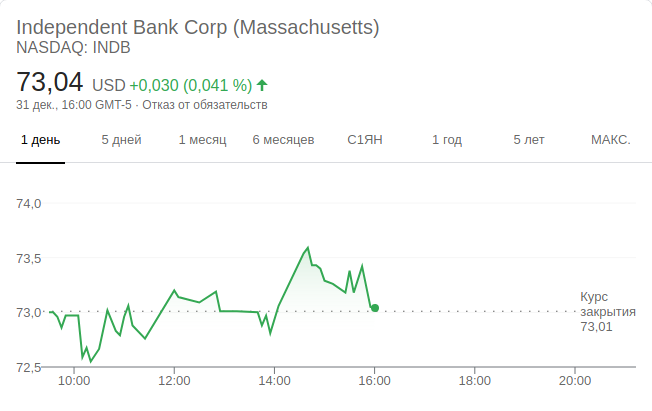 Independent Bank Corp (Massachusetts)
NASDAQ: INDB
73,04 USD +0,030 (0,041 %)
31 дек., 16:00 GMT-5 · Отказ от обязательств
1 день 5 дней 1 месяц 6 месяцев С1ЯН 1 год 5 лет МАКС.
74,0
73,5
73,0
72,5
Курс
закрытия
73,01
10:00 12:00 14:00 16:00 18:00 20:00